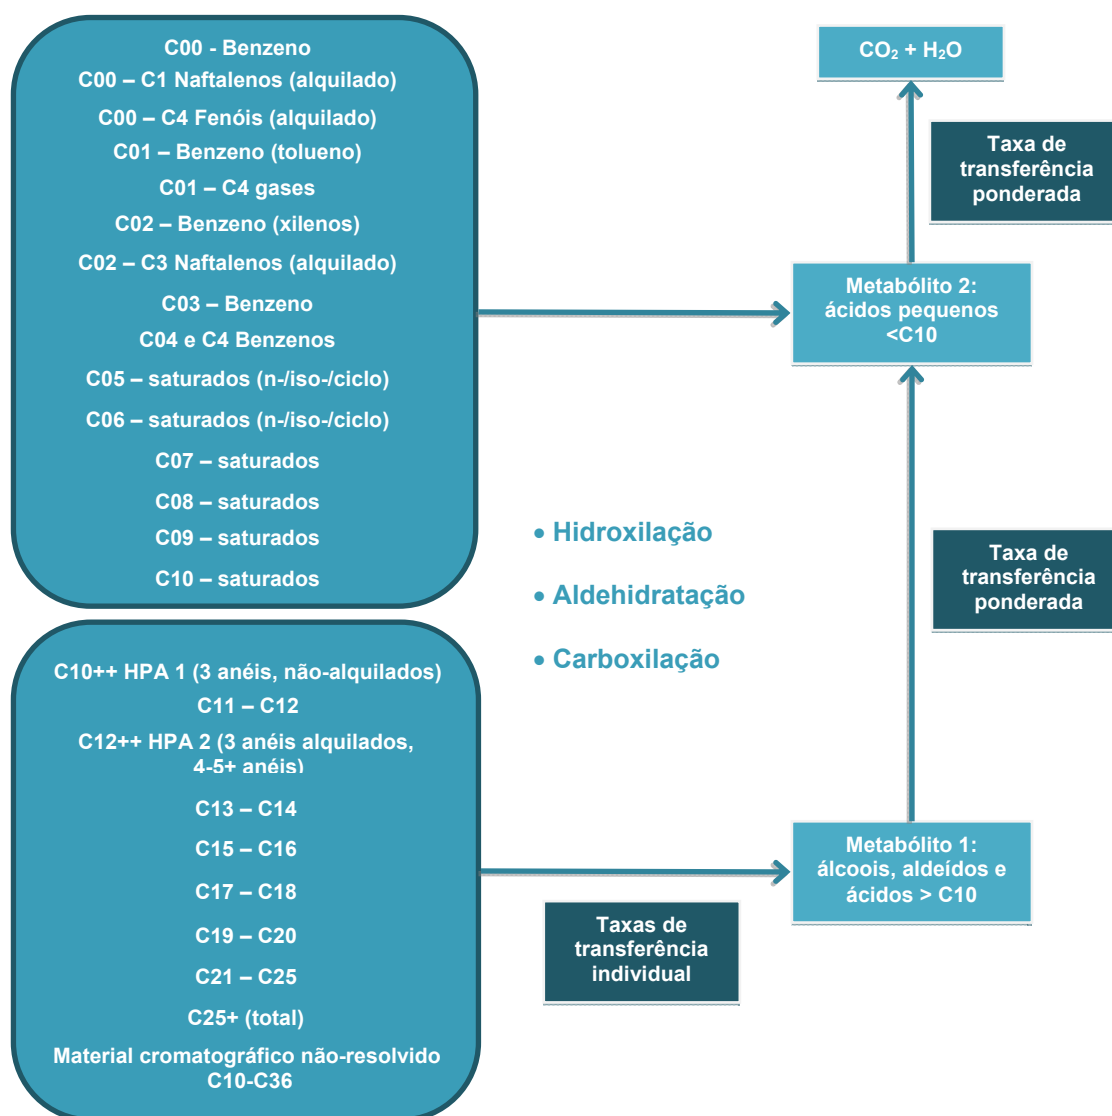 C00 - Benzeno
C00 – C1 Naftalenos (alquilado)
C00 – C4 Fenóis (alquilado)
C01 – Benzeno (tolueno)
C01 – C4 gases
C02 – Benzeno (xilenos)
C02 – C3 Naftalenos (alquilado)
C03 – Benzeno
C04 e C4 Benzenos
C05 – saturados (n-/iso-/ciclo)
C06 – saturados (n-/iso-/ciclo)
C07 – saturados
C08 – saturados
C09 – saturados
C10 – saturados
CO₂ + H₂O
Taxa de
transferência
ponderada
Metabólito 2:
ácidos pequenos
<C10
• Hidroxilação
• Aldehidratação
• Carboxilação
Taxa de
transferência
ponderada
C10++ HPA 1 (3 anéis, não-alquilados)
C11 – C12
C12++ HPA 2 (3 anéis alquilados,
4-5+ anéis)
C13 – C14
C15 – C16
C17 – C18
C19 – C20
C21 – C25
C25+ (total)
Material cromatográfico não-resolvido
C10-C36
Metabólito 1:
álcoois, aldeídos e
ácidos > C10
Taxas de
transferência
individual